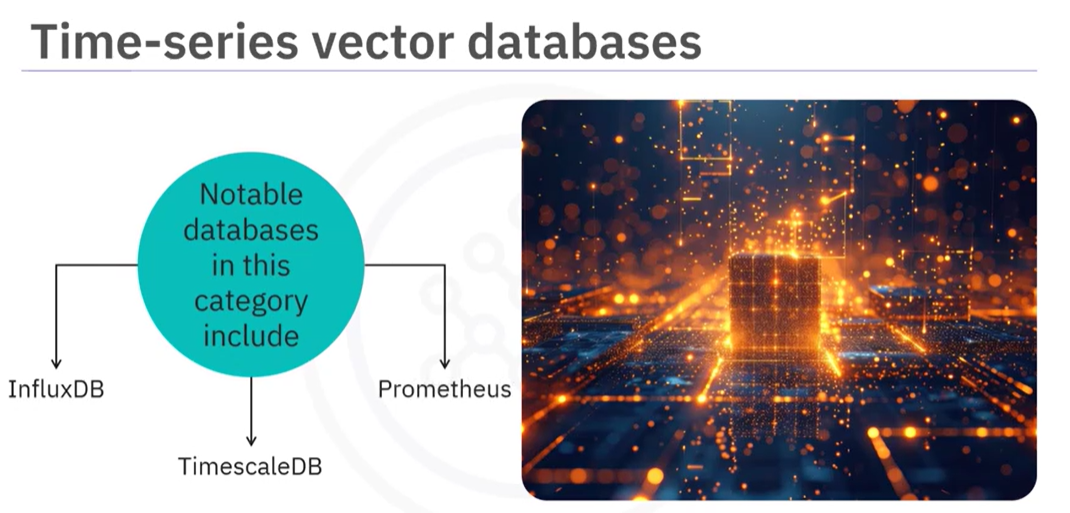 Time-series vector databases
Notable
databases
in this
category
include
InfluxDB
Prometheus
TimescaleDB